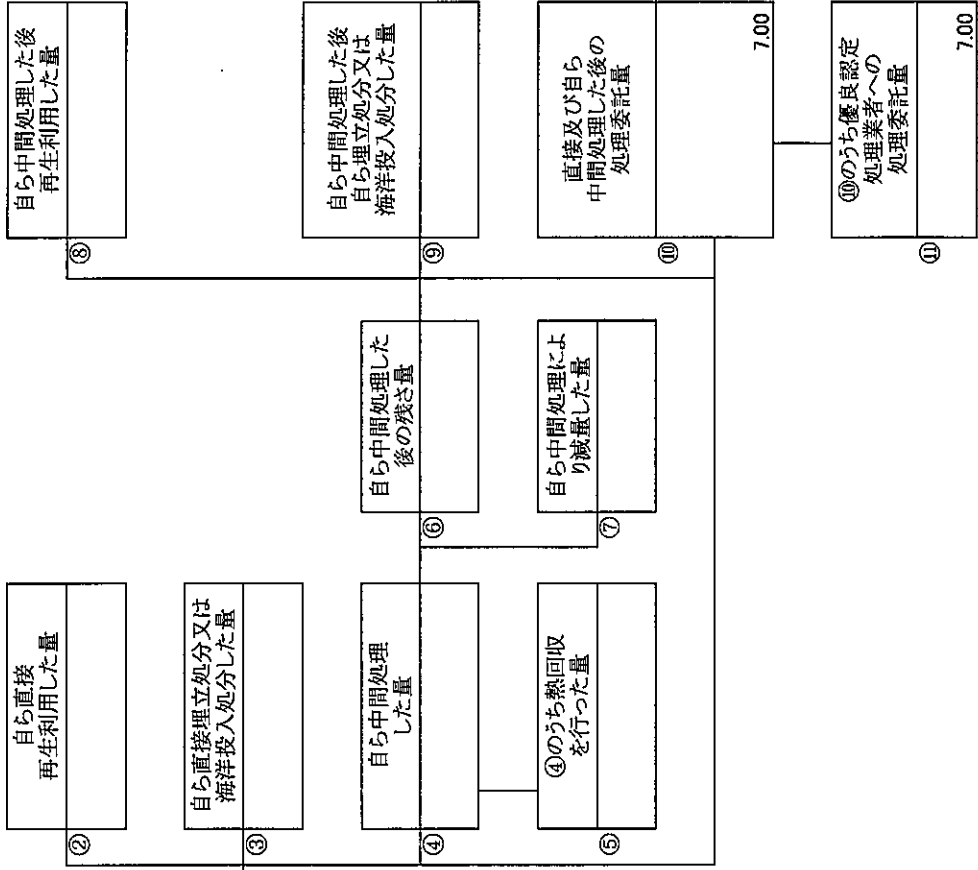 ②
自ら直接
再生利用した量
③
自ら直接埋立処分又は
海洋投入処分した量
④
自ら中間処理
した量
⑤
④のうち熱回収
を行った量
⑥
自ら中間処理した
後の残さ量
⑦
自ら中間処理によ
り減量した量
⑧
自ら中間処理した後
再生利用した量
⑨
自ら中間処理した後
自ら埋立処分又は
海洋投入処分した量
⑩
直接及び自ら
中間処理した後の
処理委託量
7.00
⑪
⑩のうち優良認定
処理業者への
処理委託量
7.00